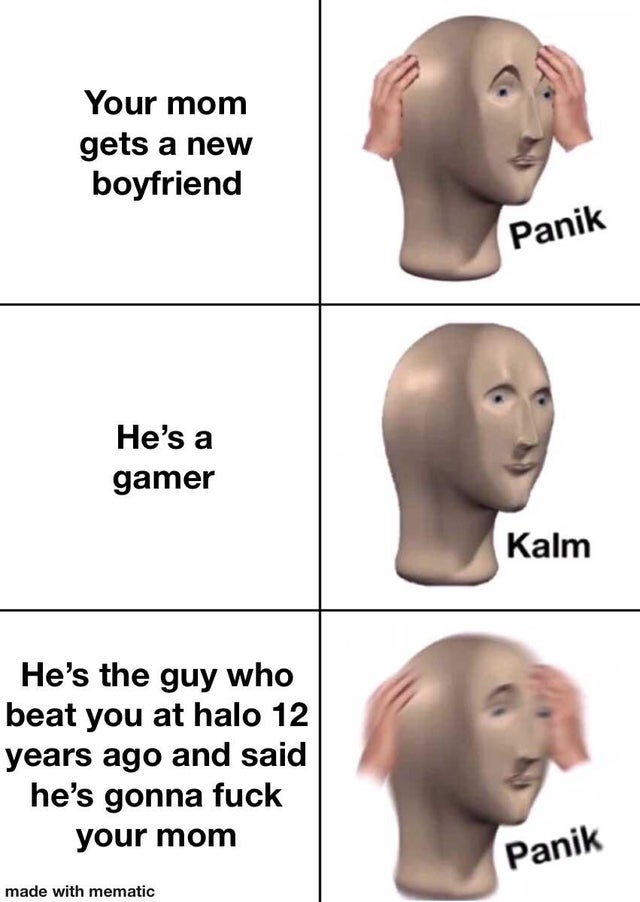 Your mom
gets a new
boyfriend
Panik
He's a
gamer
Kalm
He's the guy who
beat you at halo 12
years ago and said
he's gonna fuck
your mom
Panik
made with mematic